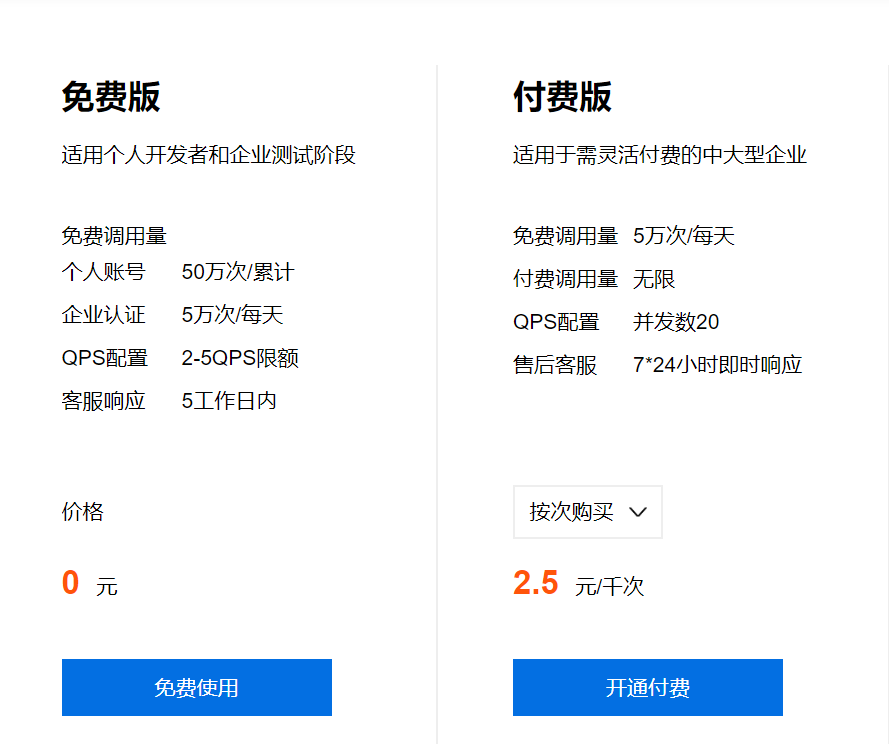 免费版
适用个人开发者和企业测试阶段
免费调用量
个人账号 50万次/累计
企业认证 5万次/每天
QPS配置 2-5QPS限额
客服响应 5工作日内
价格
0 元
免费使用
付费版
适用于需灵活付费的中大型企业
免费调用量 5万次/每天
付费调用量 无限
QPS配置 并发数20
售后客服 7*24小时即时响应
按次购买
2.5 元/千次
开通付费